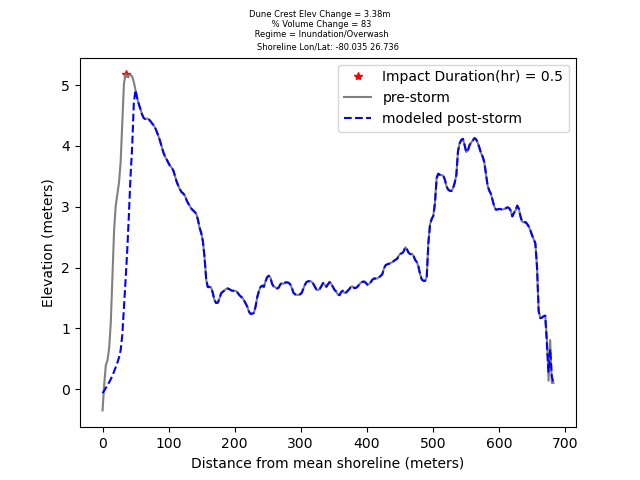 Dune Crest Elev Change = 3.38m
% Volume Change = 83
Regime = Inundation/Overwash
Shoreline Lon/Lat: -80.035 26.736
Impact Duration(hr) = 0.5
pre-storm
modeled post-storm
Elevation (meters)
5
4
3
2
1
0
0 100 200 300 400 500 600 700
Distance from mean shoreline (meters)